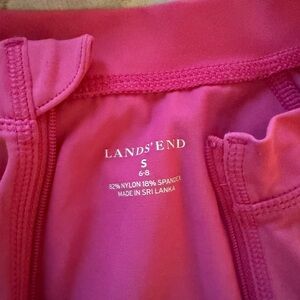 LANDS' END
S
6-8
82% NYLON 18% SPANDEX
MADE IN SRI LANKA